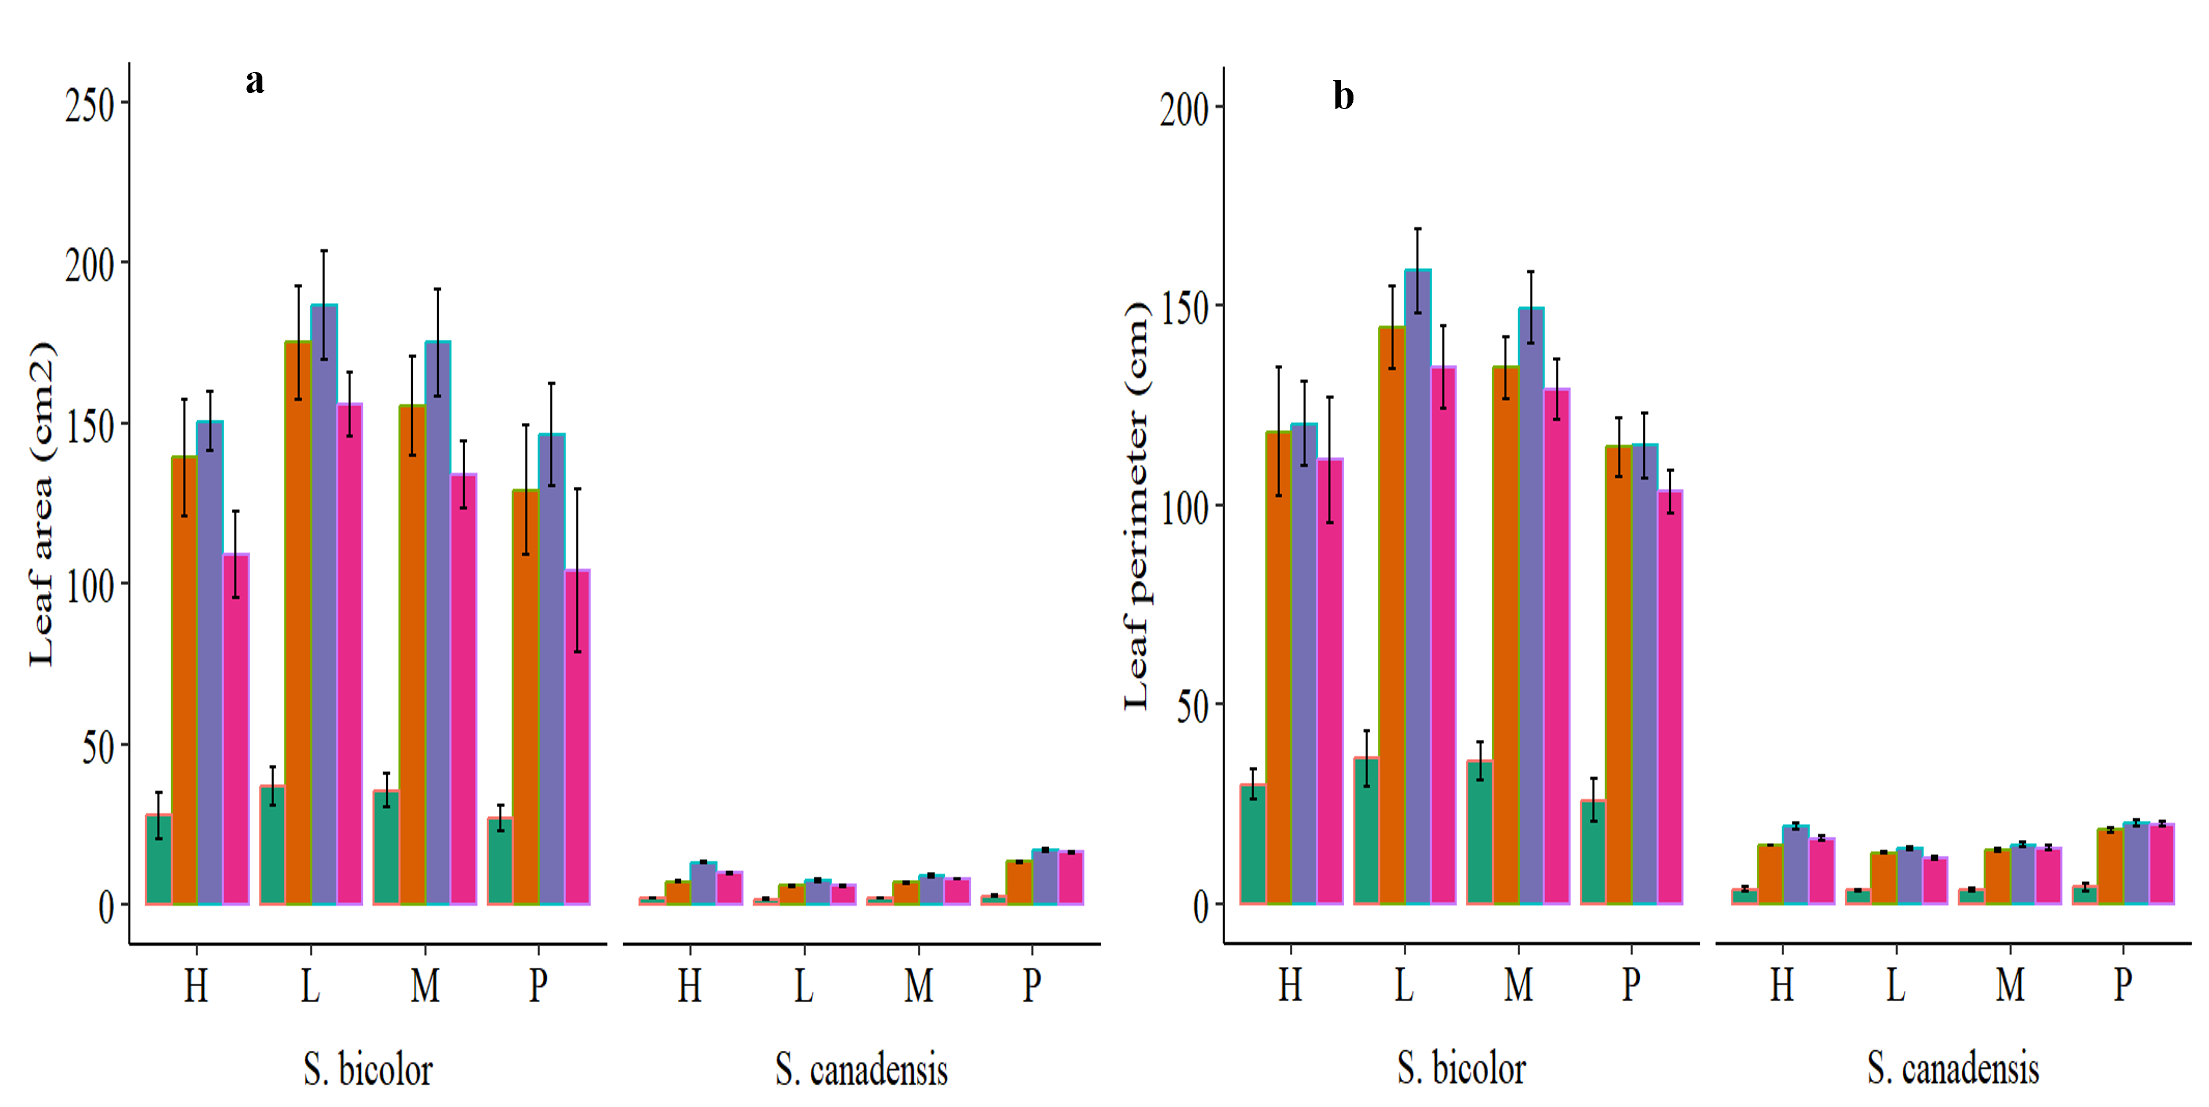 a
Leaf area (cm2)
250
200
150
100
50
0
H L M P H L M P
S. bicolor S. canadensis
b
Leaf perimeter (cm)
200
150
100
50
0
H L M P H L M P
S. bicolor S. canadensis